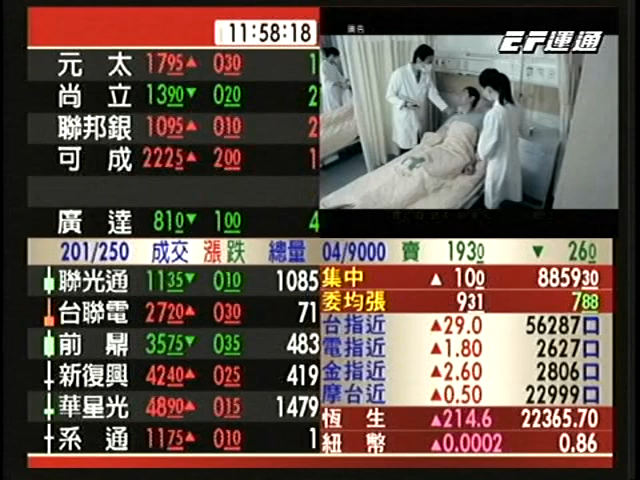 11:58:18
廣告
EF運通
元太 1795▲ 030 1
尚立 1390▼ 020 2
聯邦銀 1095▲ 010 2
可成 2225▲ 200 1
廣達 810▼ 100 4
201/250 成交 漲跌 總量 04/9000 賣 1930 ▼ 260
聯光通 1135▼ 010 1085
集中 ▲ 100 885930
台聯電 2720▲ 030 71
委均張 931 788
前鼎 3575▼ 035 483
台指近 ▲29.0 56287口
電指近 ▲1.80 2627口
新復興 4240▲ 025 419
金指近 ▲2.60 2806口
華星光 4890▲ 015 1479
摩台近 ▲0.50 22999口
恆生 ▲214.6 22365.70
系通 1175▲ 010 1
紐幣 ▲0.0002 0.86